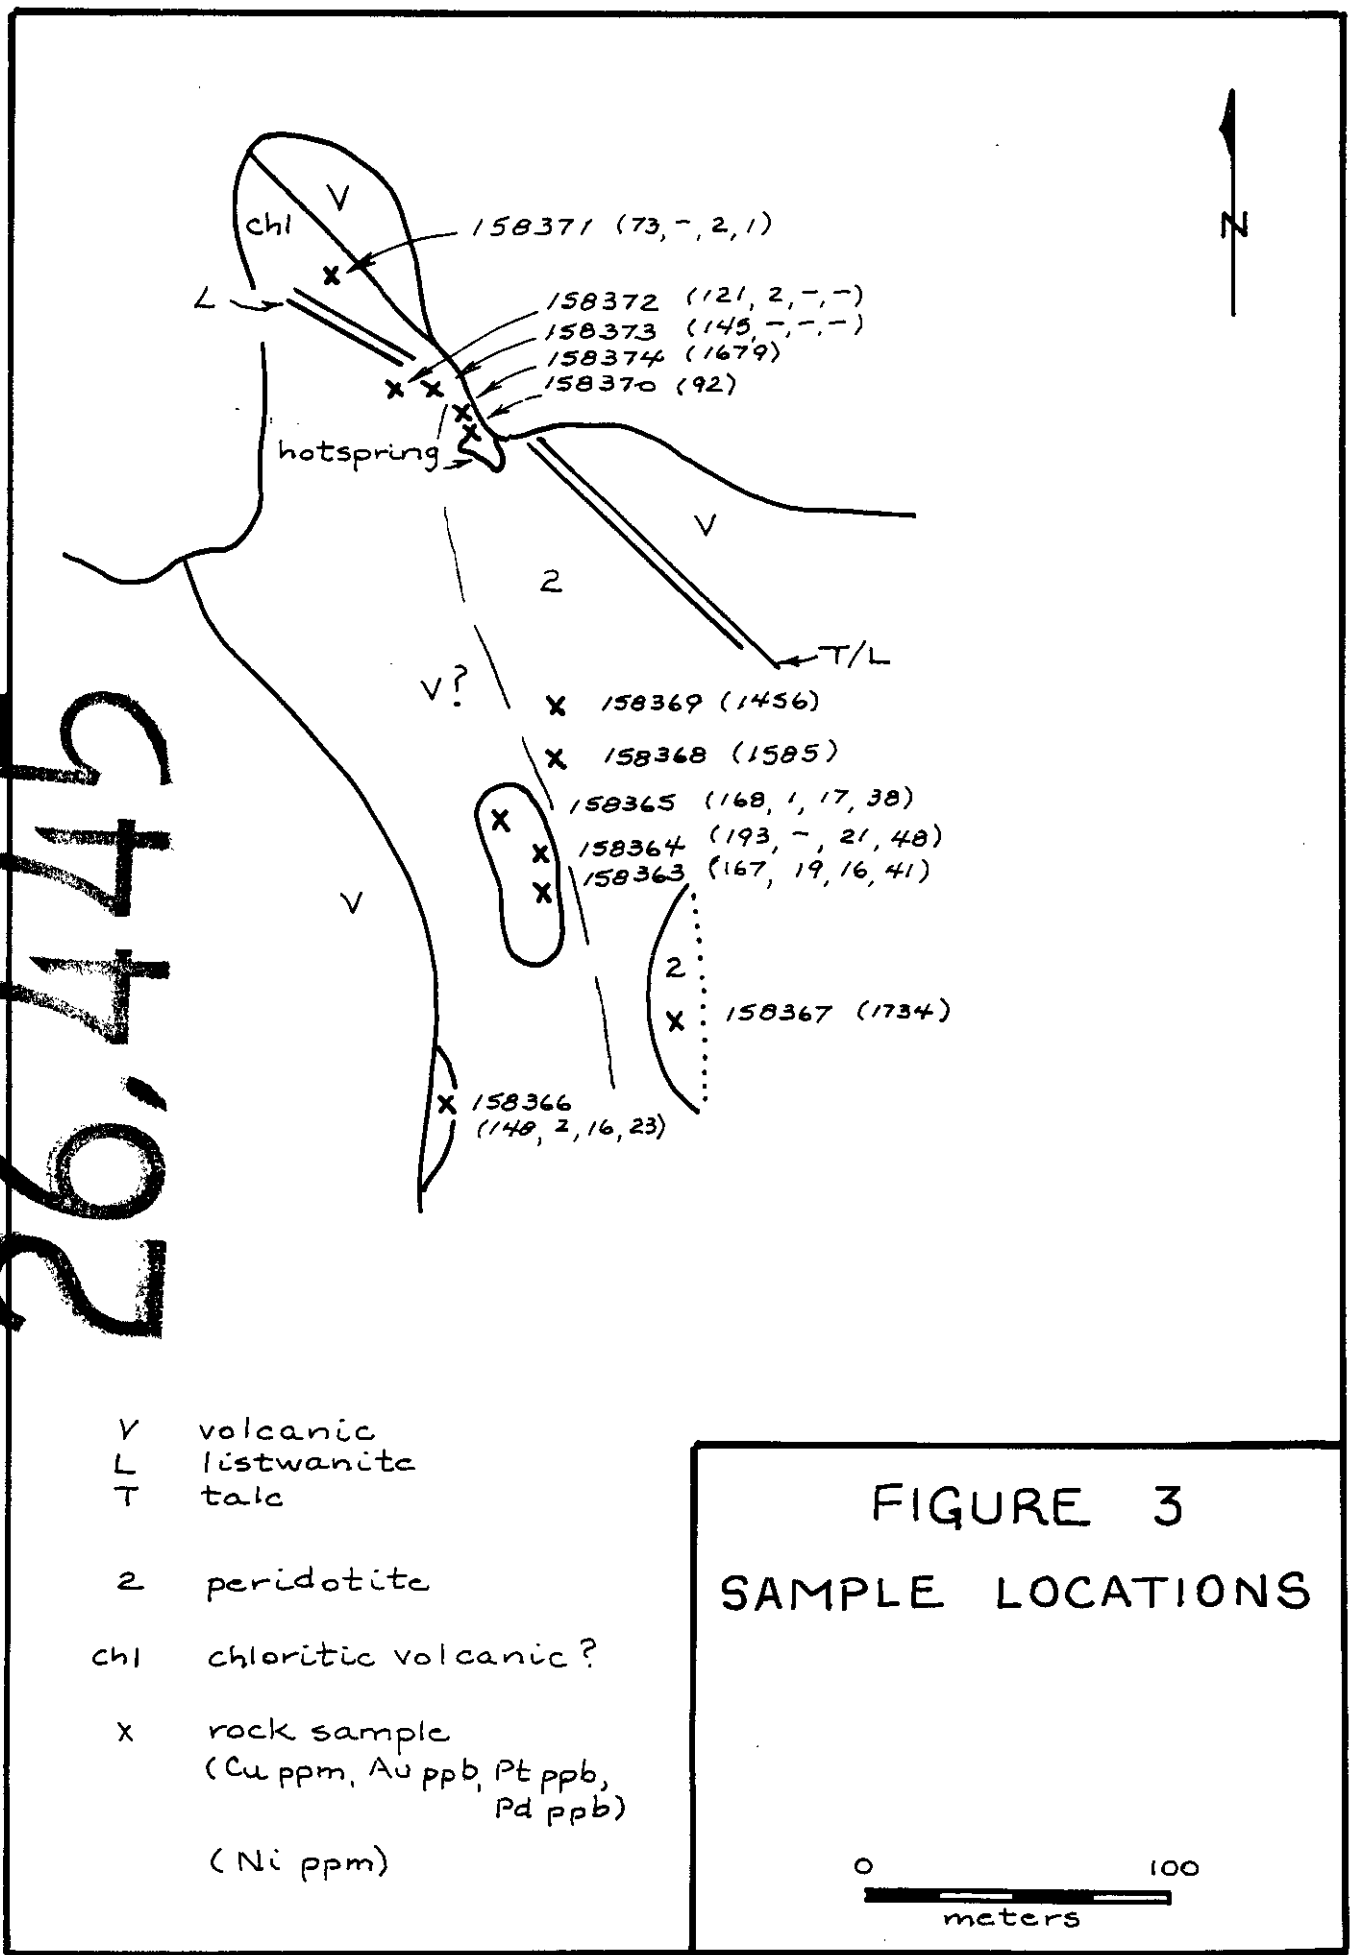 V
chl
158371 (73, -, 2, 1)
N
L
158372 (121, 2, -, -)
158373 (145, -, -, -)
158374 (1679)
158370 (92)
hotspring
V
2
T/L
V?
158369 (1456)
158368 (1585)
158365 (168, 1, 17, 38)
158364 (193, -, 21, 48)
158363 (167, 19, 16, 41)
V
2
158367 (1734)
158366
(148, 2, 16, 23)
26,474
V volcanic
L listwanite
T talc
2 peridotite
chl chloritic volcanic?
x rock sample
(Cu ppm, Au ppb, Pt ppb,
Pd ppb)
(Ni ppm)
FIGURE 3
SAMPLE LOCATIONS
0 100
meters